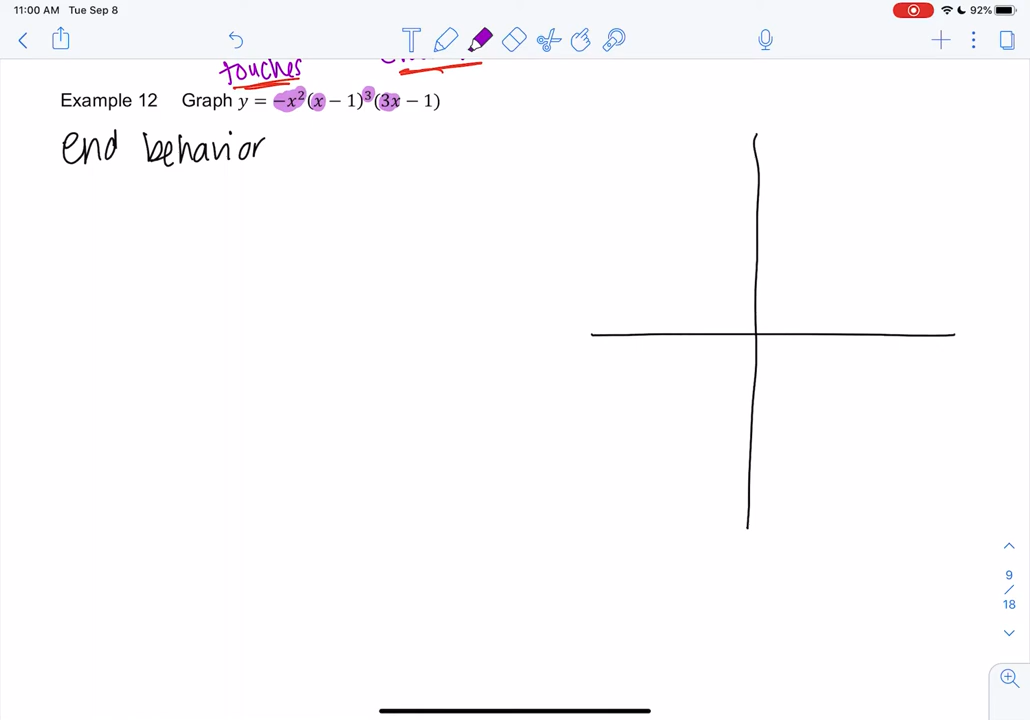 11:00 AM Tue Sep 8
92%
touches
Example 12 Graph y = −x²(x − 1)³(3x − 1)
end behavior
9
/
18